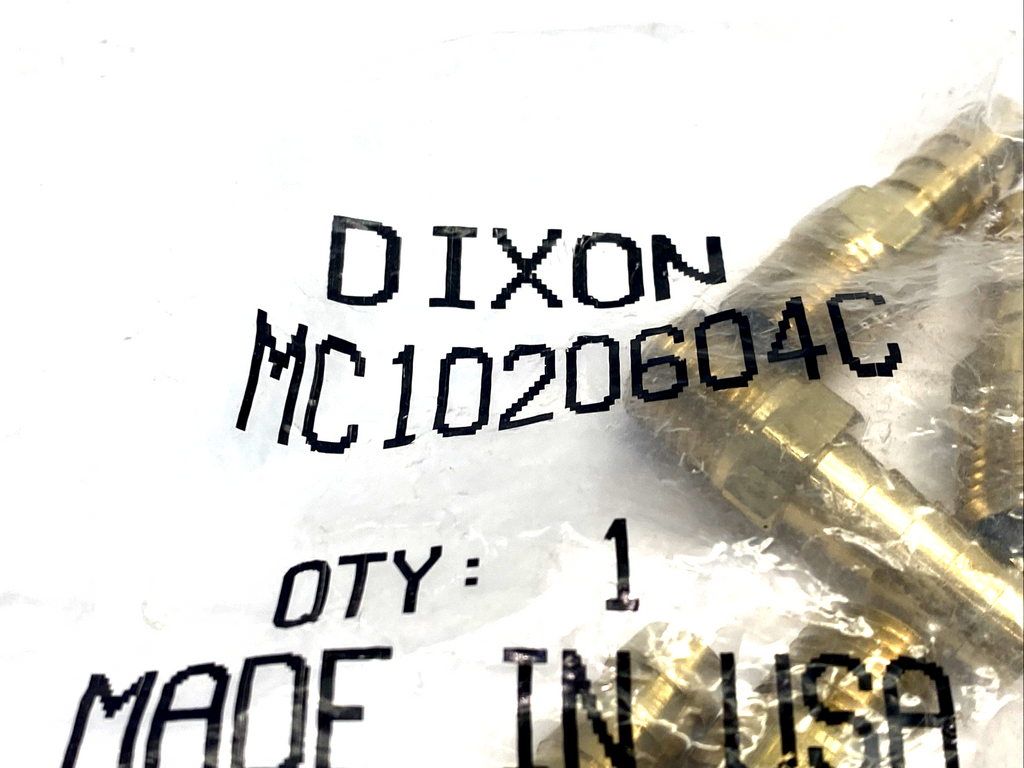 DIXON
MC1020604C
QTY: 1
MADE IN USA